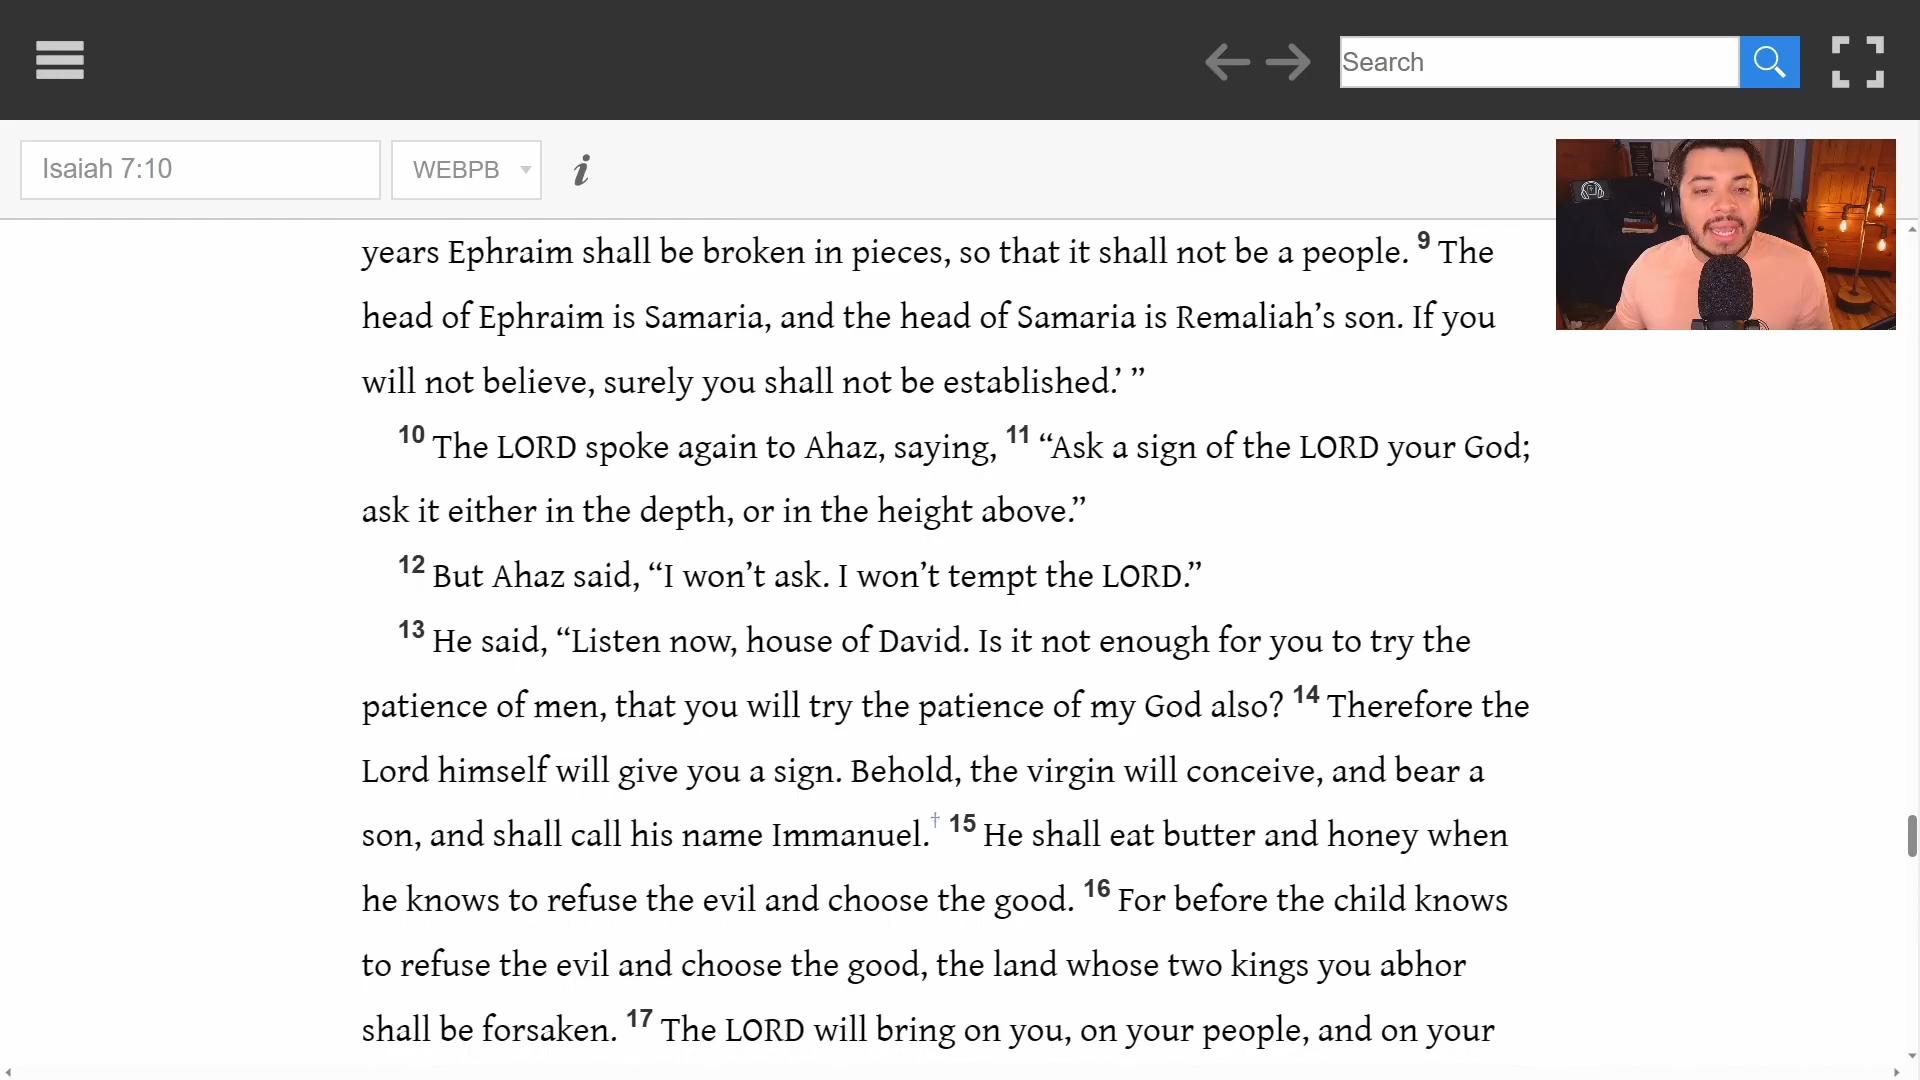 Search
Isaiah 7:10
WEBPB
i
years Ephraim shall be broken in pieces, so that it shall not be a people. 9 The
head of Ephraim is Samaria, and the head of Samaria is Remaliah’s son. If you
will not believe, surely you shall not be established.’ ”
10 The LORD spoke again to Ahaz, saying, 11 “Ask a sign of the LORD your God;
ask it either in the depth, or in the height above.”
12 But Ahaz said, “I won’t ask. I won’t tempt the LORD.”
13 He said, “Listen now, house of David. Is it not enough for you to try the
patience of men, that you will try the patience of my God also? 14 Therefore the
Lord himself will give you a sign. Behold, the virgin will conceive, and bear a
son, and shall call his name Immanuel.† 15 He shall eat butter and honey when
he knows to refuse the evil and choose the good. 16 For before the child knows
to refuse the evil and choose the good, the land whose two kings you abhor
shall be forsaken. 17 The LORD will bring on you, on your people, and on your